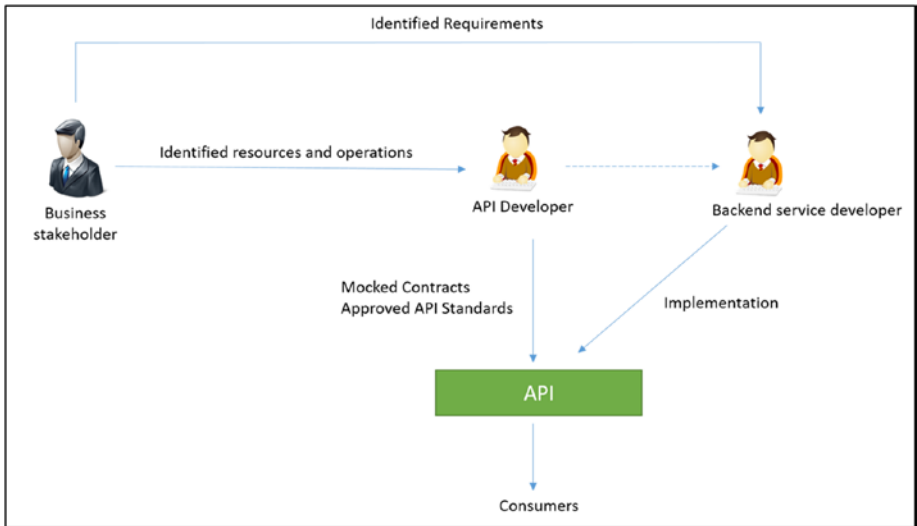 Identified Requirements
Identified resources and operations
Business
stakeholder
API Developer
Backend service developer
Mocked Contracts
Approved API Standards
Implementation
API
Consumers